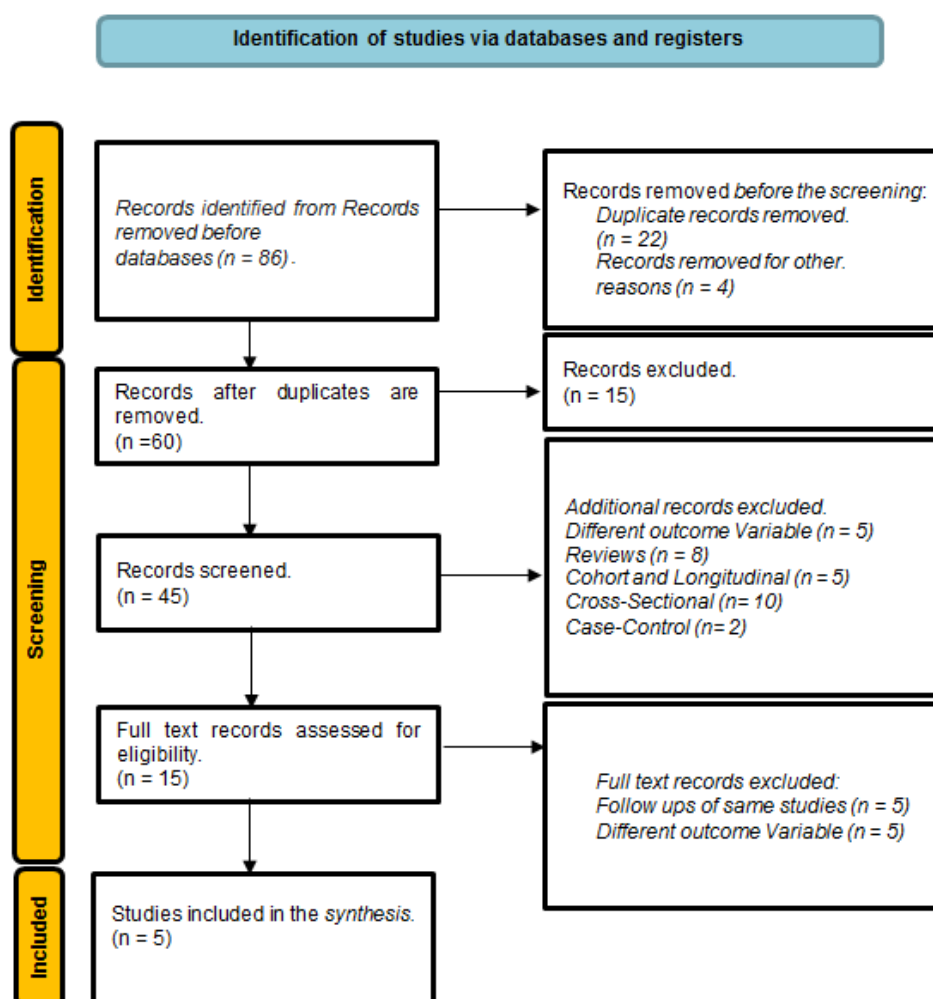 Identification of studies via databases and registers
Identification
Records identified from Records
removed before
databases (n = 86).
Records removed before the screening:
Duplicate records removed.
(n = 22)
Records removed for other.
reasons (n = 4)
Screening
Records after duplicates are
removed.
(n =60)
Records excluded.
(n = 15)
Records screened.
(n = 45)
Additional records excluded.
Different outcome Variable (n = 5)
Reviews (n = 8)
Cohort and Longitudinal (n = 5)
Cross-Sectional (n= 10)
Case-Control (n= 2)
Full text records assessed for
eligibility.
(n = 15)
Full text records excluded:
Follow ups of same studies (n = 5)
Different outcome Variable (n = 5)
Included
Studies included in the synthesis.
(n = 5)